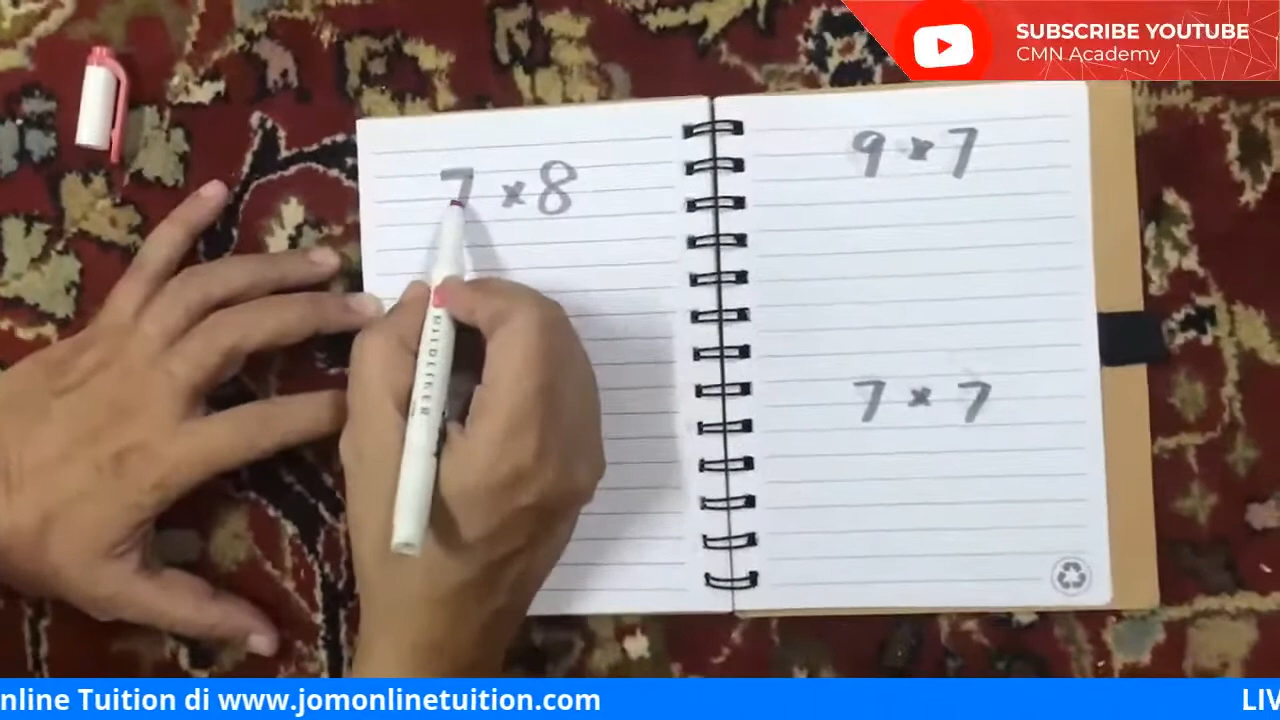 SUBSCRIBE YOUTUBE
CMN Academy
7 × 8
9 × 7
7 × 7
nline Tuition di www.jomonlinetuition.com
LIV